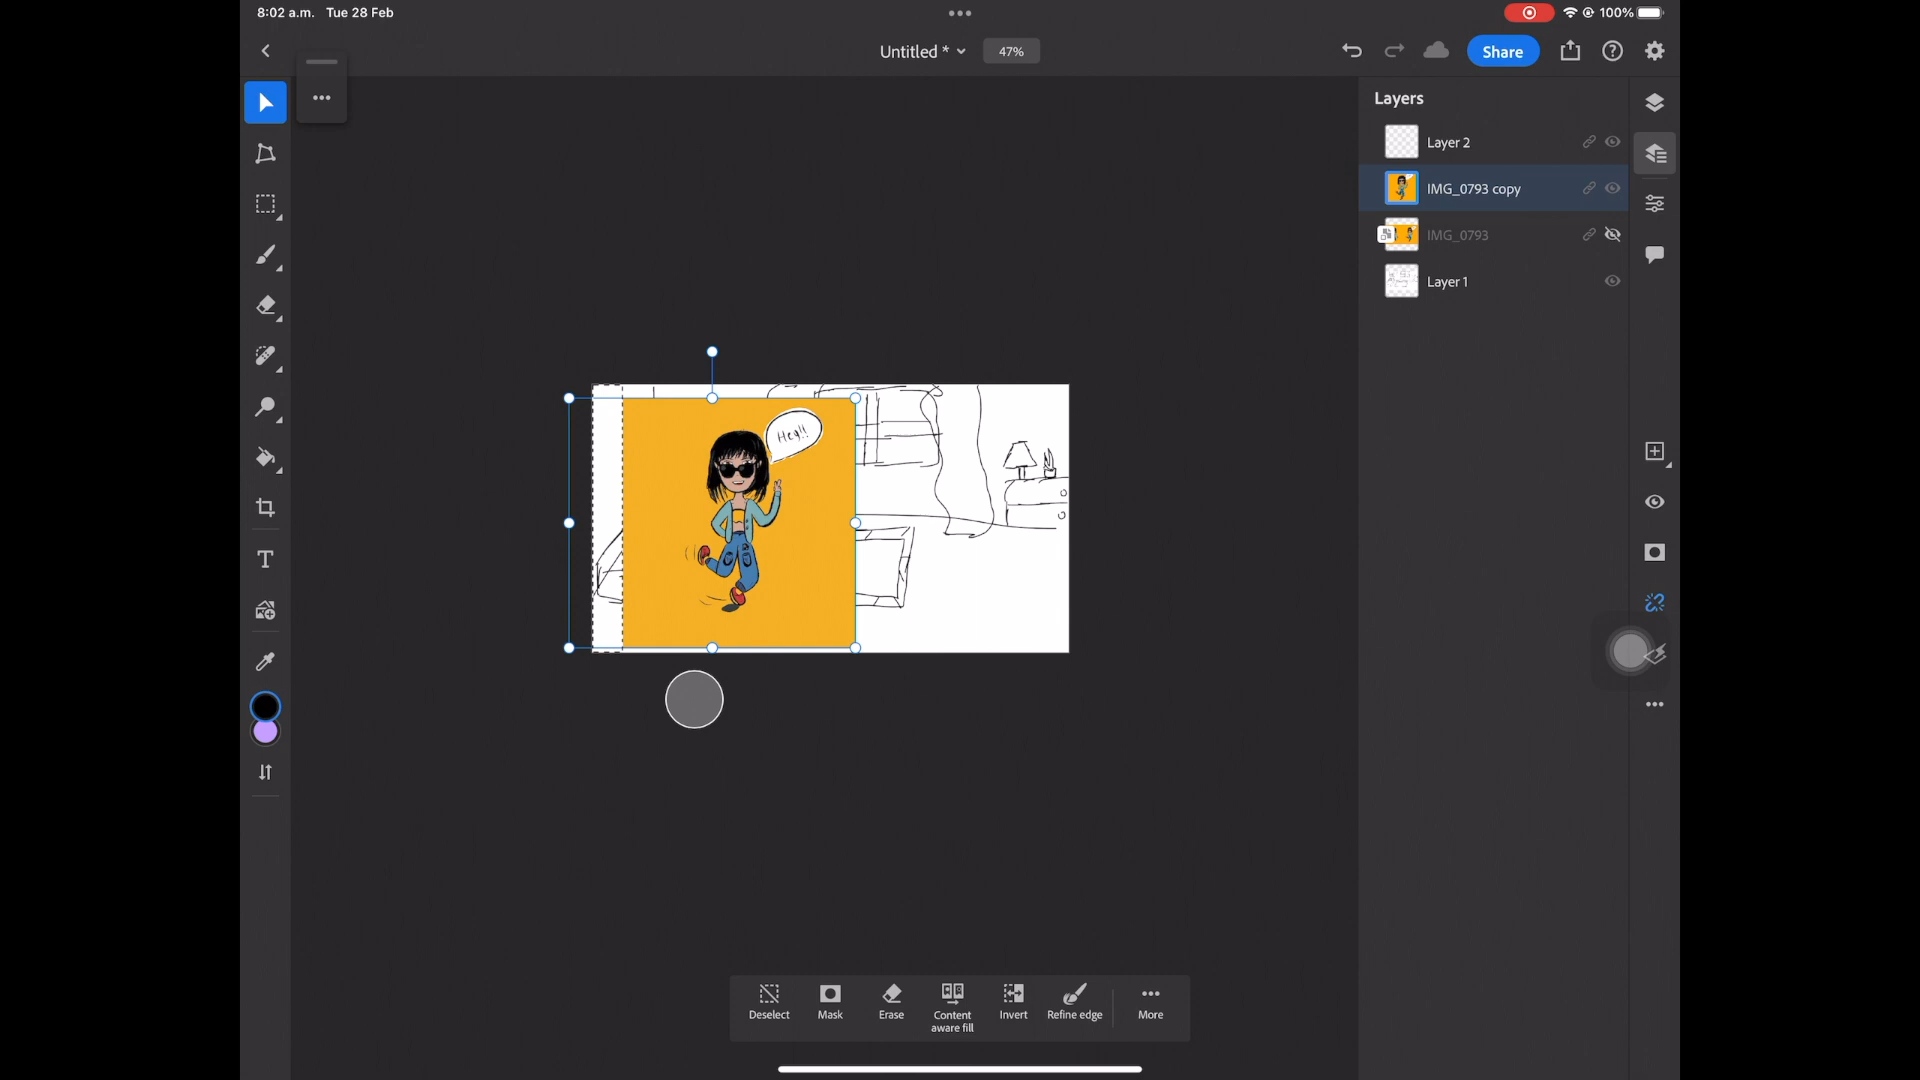 8:02 a.m. Tue 28 Feb
100%
Untitled *
47%
Share
Layers
Layer 2
IMG_0793 copy
IMG_0793
Layer 1
Hey!!
T
Deselect
Mask
Erase
Content
aware fill
Invert
Refine edge
More